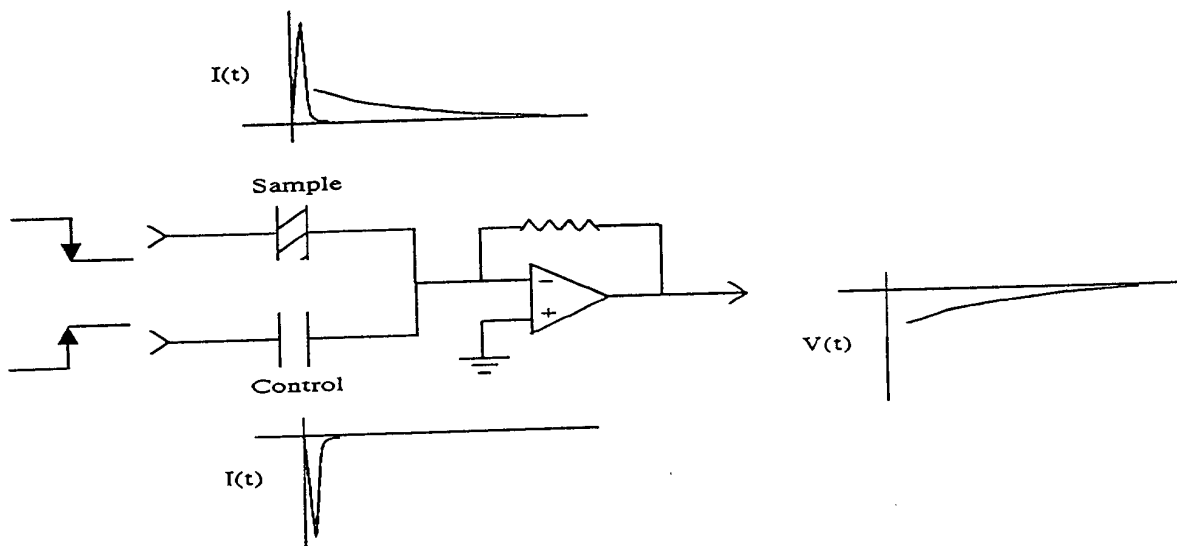 I(t)
Sample
−
+
V(t)
Control
I(t)